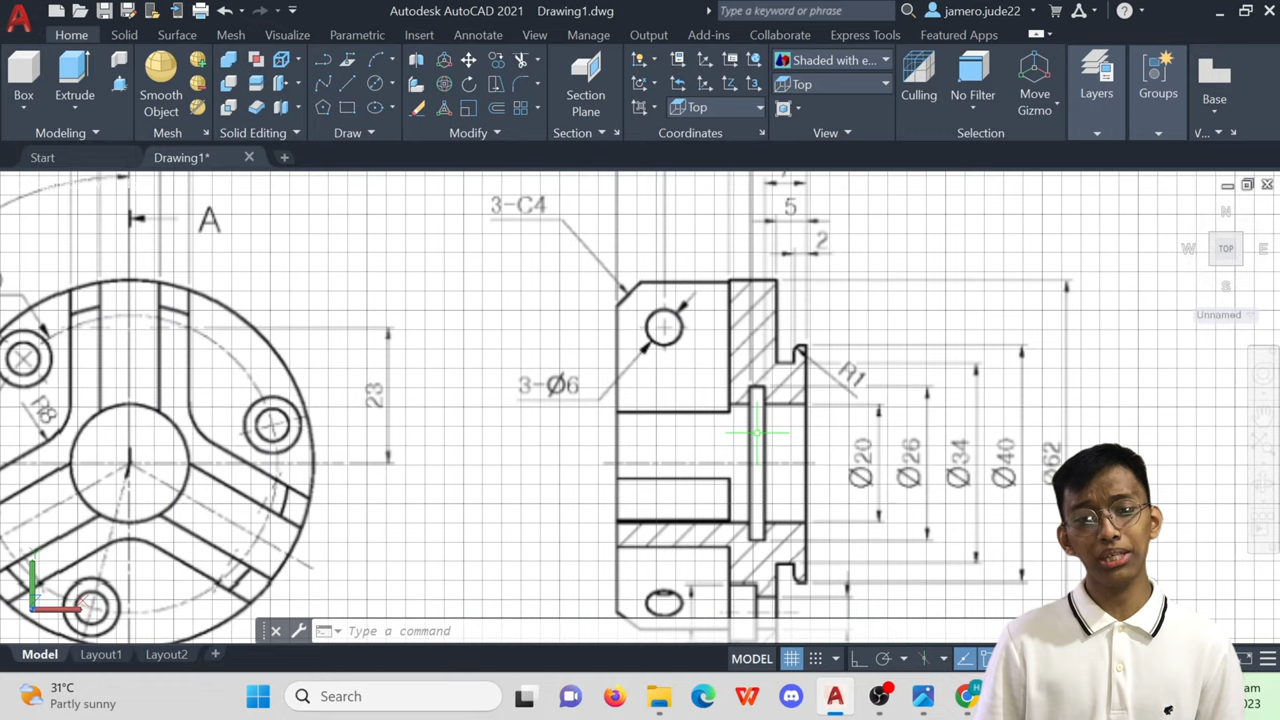 Autodesk AutoCAD 2021 Drawing1.dwg
Type a keyword or phrase
jamero.jude22
Home Solid Surface Mesh Visualize Parametric Insert Annotate View Manage Output Add-ins Collaborate Express Tools Featured Apps
Box
Extrude
Smooth
Object
Section
Plane
Top
Shaded with e...
Top
Culling
No Filter
Move
Gizmo
Layers
Groups
Base
Modeling
Mesh
Solid Editing
Draw
Modify
Section
Coordinates
View
Selection
V...
Start
Drawing1*
N
W
TOP
E
S
Unnamed
A
3-C4
5
2
3-Ø6
R1
R8
23
Ø20
Ø26
Ø34
Ø40
Ø62
Type a command
Model
Layout1
Layout2
MODEL
31°C
Partly sunny
Search
am